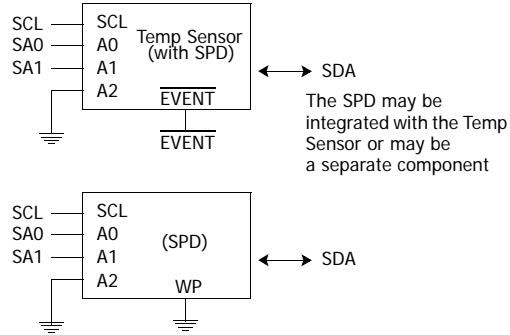 SCL SCL
SA0 A0 Temp Sensor
(with SPD)
SA1 A1 SDA
A2
EVENT
EVENT
The SPD may be
integrated with the Temp
Sensor or may be
a separate component
SCL SCL
SA0 A0 (SPD)
SA1 A1 SDA
A2
WP